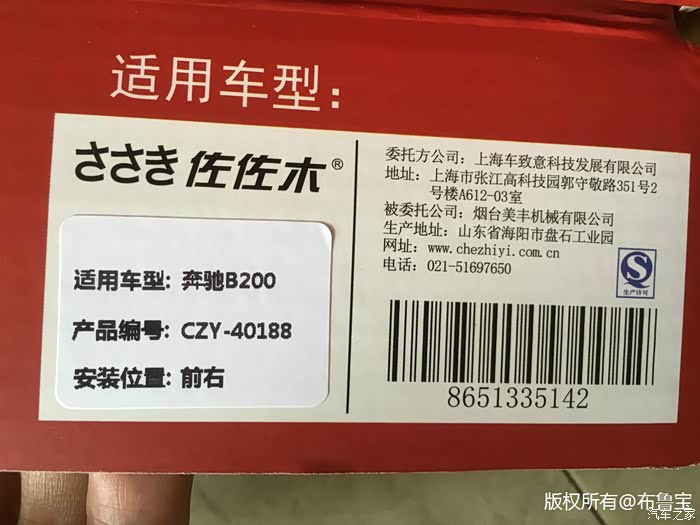 适用车型：
ささき 佐佐木®
适用车型: 奔驰B200
产品编号: CZY-40188
安装位置: 前右
委托方公司: 上海车致意科技发展有限公司
地址: 上海市张江高科技园郭守敬路351号2
号楼A612-03室
被委托公司: 烟台美丰机械有限公司
生产地址: 山东省海阳市盘石工业园
网址: www.chezhiyi.com.cn
电话: 021-51697650
QS
生产许可
8651335142
版权所有@布鲁宝
汽车之家